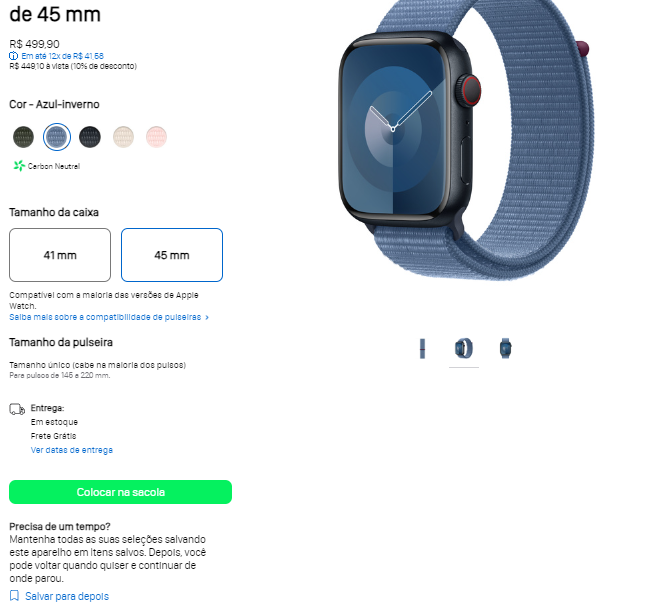 de 45 mm
R$ 499,90
Em até 12x de R$ 41,66
R$ 449,10 à vista (10% de desconto)
Cor - Azul-inverno
Carbon Neutral
Tamanho da caixa
41 mm
45 mm
Compatível com a maioria das versões de Apple
Watch.
Saiba mais sobre a compatibilidade de pulseiras >
Tamanho da pulseira
Tamanho único (cabe na maioria dos pulsos)
Para pulsos de 145 a 220 mm.
Entrega:
Em estoque
Frete Grátis
Ver datas de entrega
Colocar na sacola
Precisa de um tempo?
Mantenha todas as suas seleções salvando
este aparelho em Itens salvos. Depois, você
pode voltar quando quiser e continuar de
onde parou.
Salvar para depois